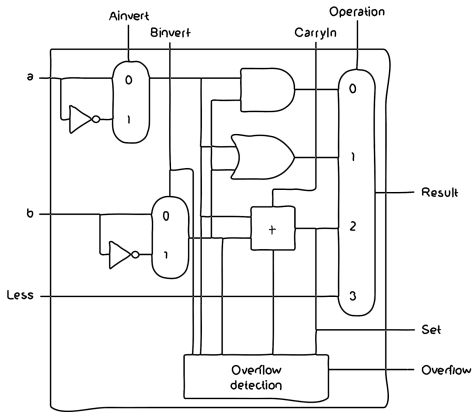 Operation
Ainvert
Binvert
CarryIn
a
0
0
1
1
b
0
Result
2
+
1
Less
3
Set
Overflow
detection
Overflow